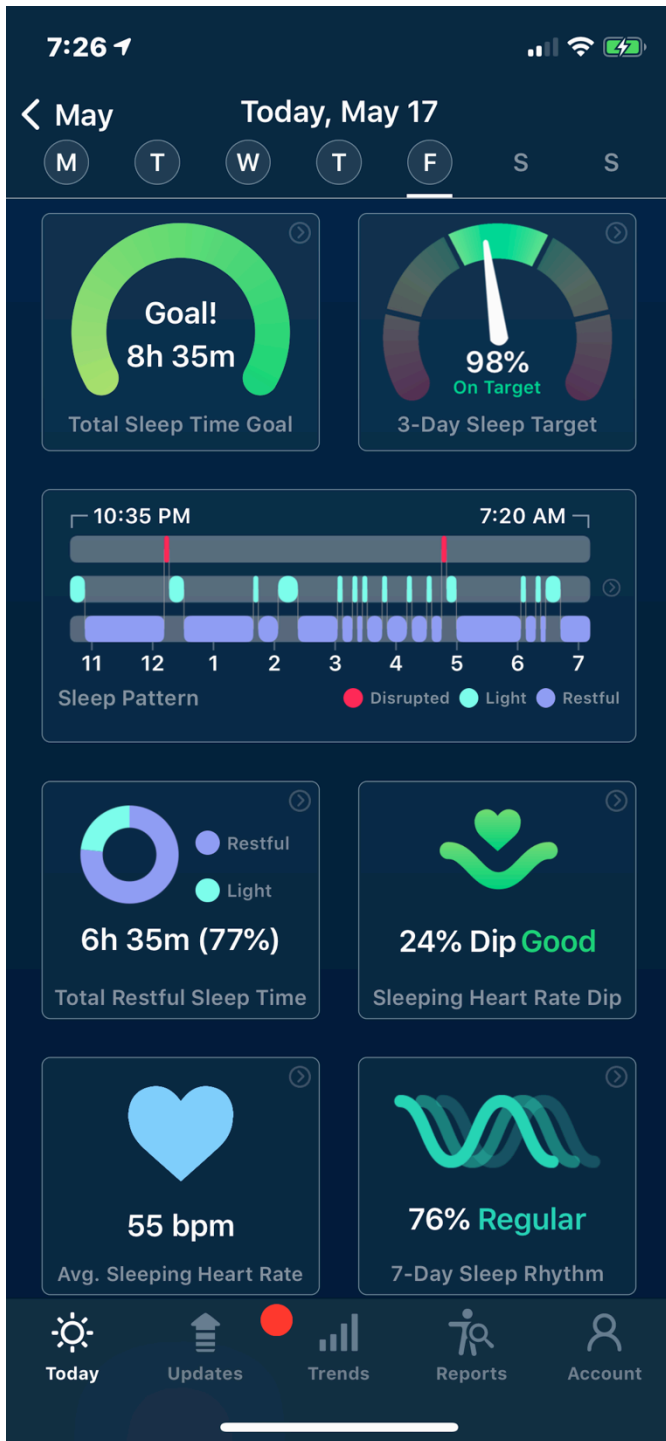 7:26
May
Today, May 17
M T W T F S S
Goal!
8h 35m
Total Sleep Time Goal
98%
On Target
3-Day Sleep Target
10:35 PM 7:20 AM
11 12 1 2 3 4 5 6 7
Sleep Pattern Disrupted Light Restful
Restful
Light
6h 35m (77%)
Total Restful Sleep Time
24% Dip Good
Sleeping Heart Rate Dip
55 bpm
Avg. Sleeping Heart Rate
76% Regular
7-Day Sleep Rhythm
Today Updates Trends Reports Account